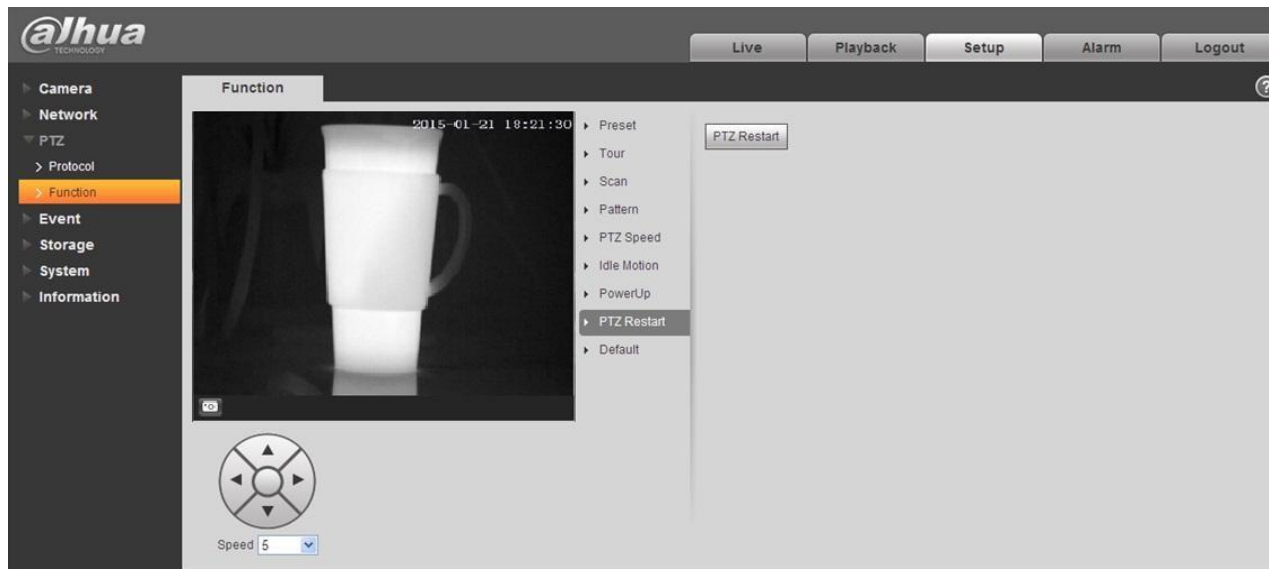 alhua
TECHNOLOGY
Live
Playback
Setup
Alarm
Logout
Camera
Network
PTZ
Protocol
Function
Event
Storage
System
Information
Function
?
2015-01-21 18:21:30
Preset
Tour
Scan
Pattern
PTZ Speed
Idle Motion
PowerUp
PTZ Restart
Default
PTZ Restart
Speed 5